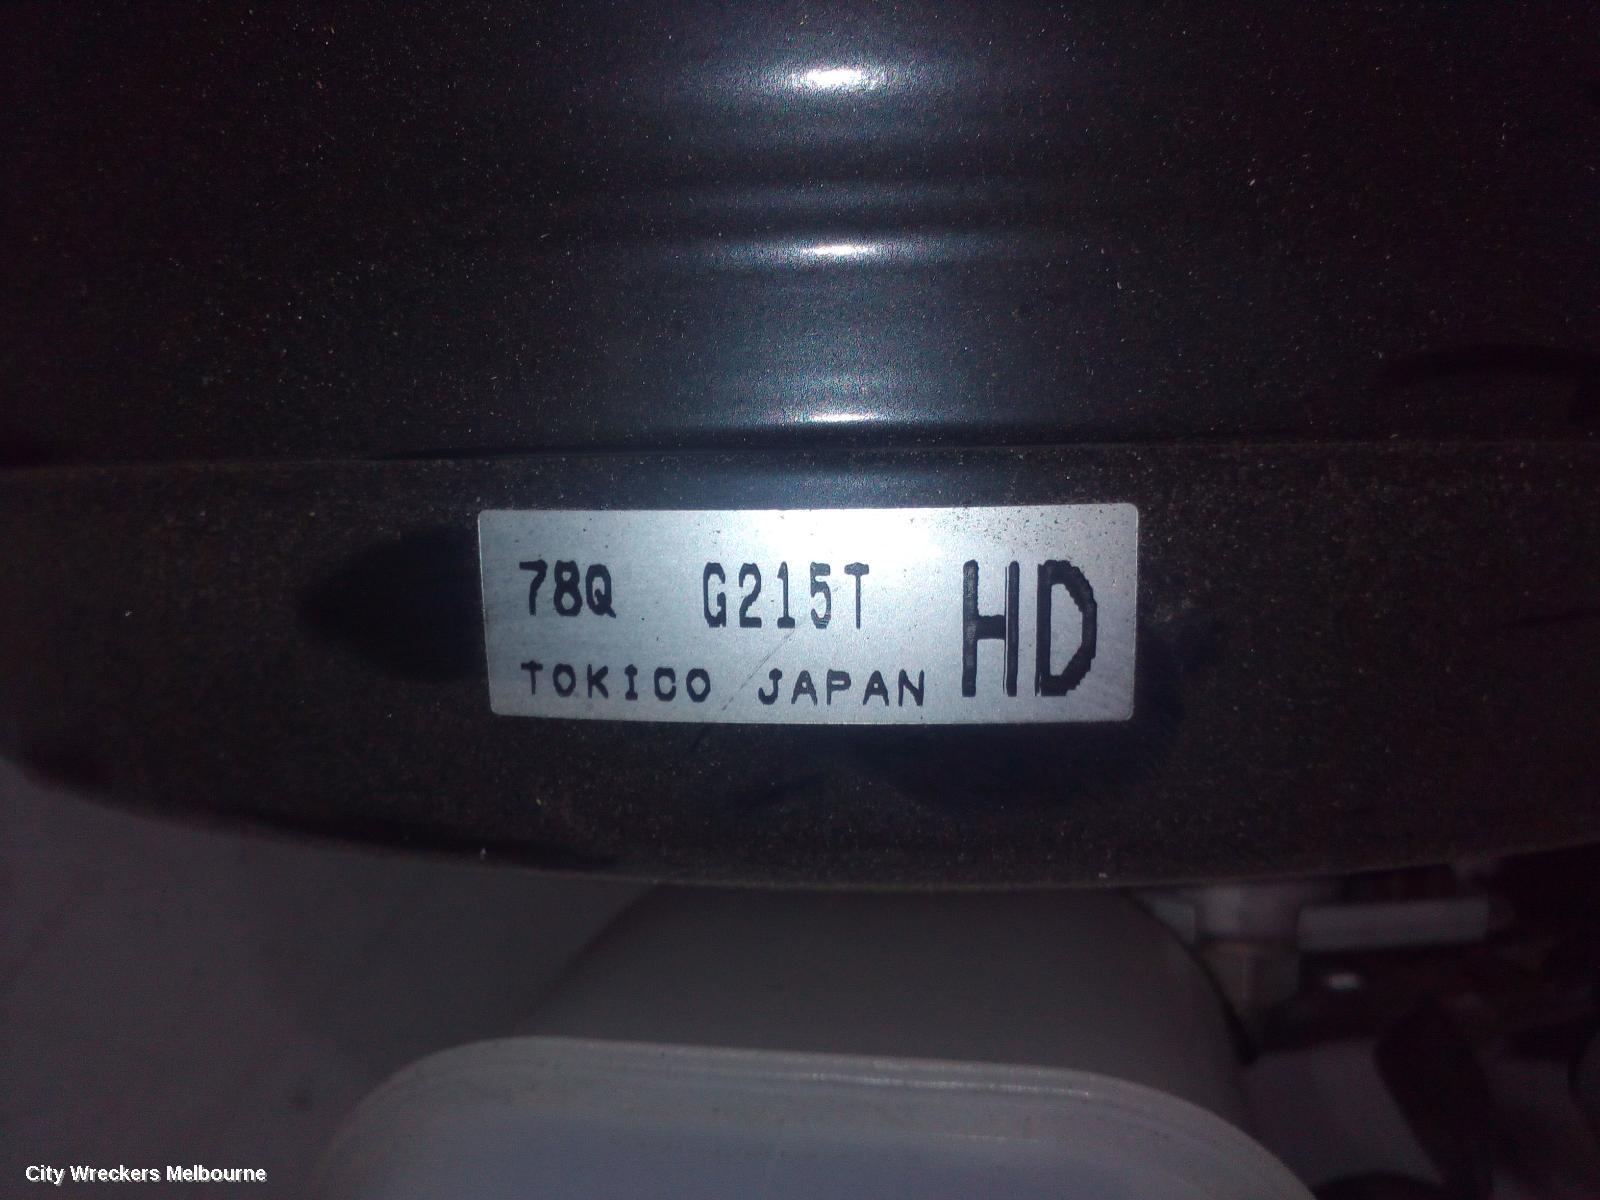 78Q G215T HD
TOKICO JAPAN
City Wreckers Melbourne